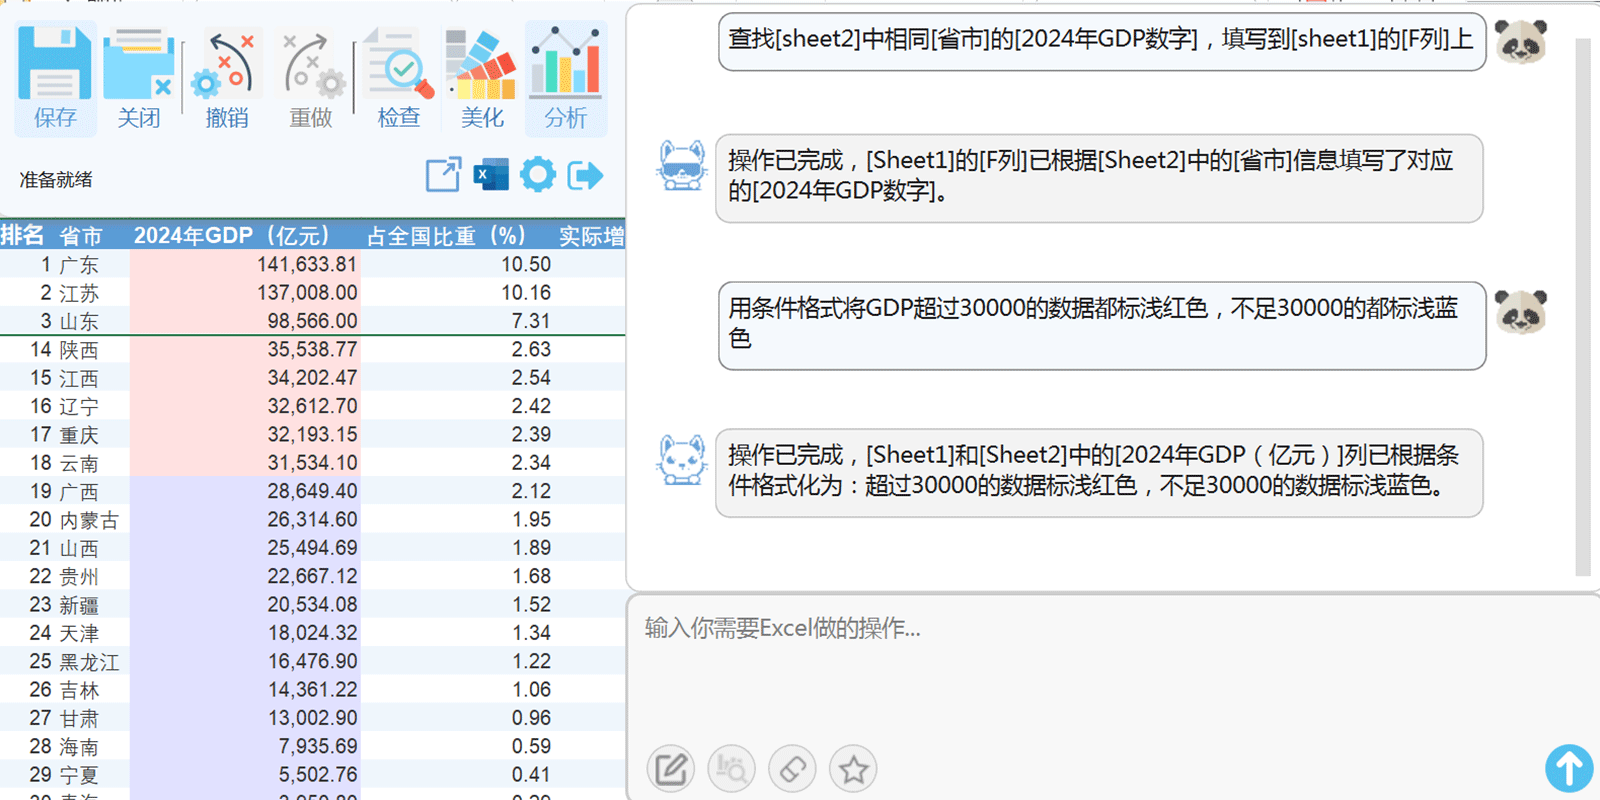 保存 关闭 撤销 重做 检查 美化 分析
准备就绪
排名 省市 2024年GDP（亿元） 占全国比重（%） 实际增
1 广东 141,633.81 10.50
2 江苏 137,008.00 10.16
3 山东 98,566.00 7.31
14 陕西 35,538.77 2.63
15 江西 34,202.47 2.54
16 辽宁 32,612.70 2.42
17 重庆 32,193.15 2.39
18 云南 31,534.10 2.34
19 广西 28,649.40 2.12
20 内蒙古 26,314.60 1.95
21 山西 25,494.69 1.89
22 贵州 22,667.12 1.68
23 新疆 20,534.08 1.52
24 天津 18,024.32 1.34
25 黑龙江 16,476.90 1.22
26 吉林 14,361.22 1.06
27 甘肃 13,002.90 0.96
28 海南 7,935.69 0.59
29 宁夏 5,502.76 0.41
查找[sheet2]中相同[省市]的[2024年GDP数字]，填写到[sheet1]的[F列]上
操作已完成，[Sheet1]的[F列]已根据[Sheet2]中的[省市]信息填写了对应
的[2024年GDP数字]。
用条件格式将GDP超过30000的数据都标浅红色，不足30000的都标浅蓝
色
操作已完成，[Sheet1]和[Sheet2]中的[2024年GDP（亿元）]列已根据条
件格式化为：超过30000的数据标浅红色，不足30000的数据标浅蓝色。
输入你需要Excel做的操作...